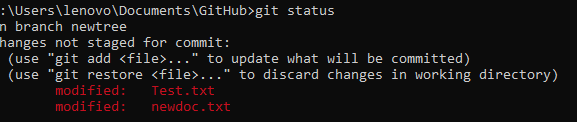 :\Users\lenovo\Documents\GitHub>git status
n branch newtree
hanges not staged for commit:
(use "git add <file>..." to update what will be committed)
(use "git restore <file>..." to discard changes in working directory)
modified: Test.txt
modified: newdoc.txt